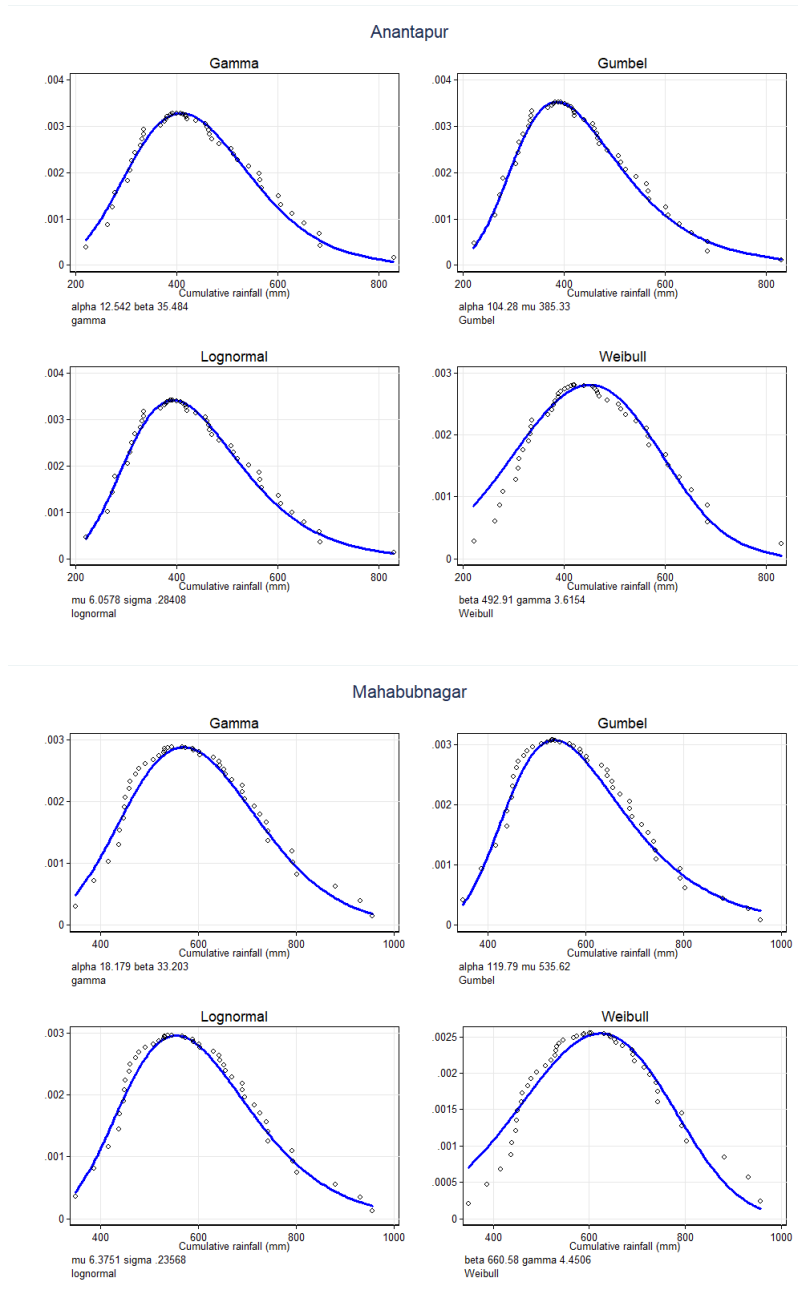 Anantapur
Gamma
.004
.003
.002
.001
0
200 400 600 800
Cumulative rainfall (mm)
alpha 12.542 beta 35.484
gamma
Gumbel
.004
.003
.002
.001
0
200 400 600 800
Cumulative rainfall (mm)
alpha 104.28 mu 385.33
Gumbel
Lognormal
.004
.003
.002
.001
0
200 400 600 800
Cumulative rainfall (mm)
mu 6.0578 sigma .28408
lognormal
Weibull
.003
.002
.001
0
200 400 600 800
Cumulative rainfall (mm)
beta 492.91 gamma 3.6154
Weibull
Mahabubnagar
Gamma
.003
.002
.001
0
400 600 800 1000
Cumulative rainfall (mm)
alpha 18.179 beta 33.203
gamma
Gumbel
.003
.002
.001
0
400 600 800 1000
Cumulative rainfall (mm)
alpha 119.79 mu 535.62
Gumbel
Lognormal
.003
.002
.001
0
400 600 800 1000
Cumulative rainfall (mm)
mu 6.3751 sigma .23568
lognormal
Weibull
.0025
.002
.0015
.001
.0005
0
400 600 800 1000
Cumulative rainfall (mm)
beta 660.58 gamma 4.4506
Weibull